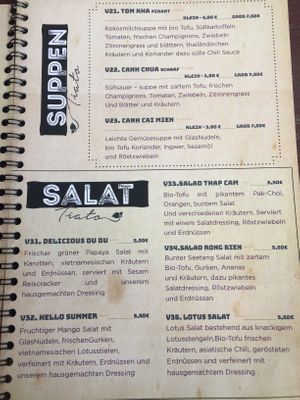 SUPPEN
Tiato
V21. TOM KHA PIKANT
KLEIN - 3,90 € GROß 7,50€
Kokosmilchsuppe mit bio Tofu, Süßkartoffeln
Tomaten, frischen Champignons, Zwiebeln
Zitronengrass und blättern, thailändischen
Kräutern und Koriander dazu süße Chili Sauce
V22. CANH CHUA SCHARF
KLEIN - 3,90€ GROß 7,50€
Süßsauer - suppe mit zartem Tofu, frischen
Champignons, Tomaten, Zwiebeln, Zitronengrass
Und Blätter und Kräutern
V23. CANH CAI MIEN
KLEIN - 3,90€ GROß 7,50€
Leichte Gemüsesuppe mit GlasNudeln,
bio Tofu Koriander, Ingwer, Sesamöl
und Röstzwiebeln
SALAT
Tiato
V31. DELICIOUS DU DU 5,50€
Frischer grüner Papaya Salat mit
Karotten, vietnamesischen Kräutern
und Erdnüssen, serviert mit Sesam
Reiscracker und unserem
hausgemachten Dressing
V32. HELLO SUMMER 5,50€
Fruchtiger Mango Salat mit
GlasNudeln, frischenGurken,
vietnamesischen Lotusstielen,
verfeinert mit Kräutern, Erdnüssen und
unserem hausgemachten Dressing
V33.SALAD THAP CAM 5,50€
Bio-Tofu mit pikantem Pak-Choi,
Orangen, buntem Salat
Und verschiedenen Kräutern, Serviert
mit einem Salatdressing, Erdnüssen
und Röstzwiebeln
V34.SALAD RONG BIEN 5,50€
Bunter Seetang Salat mit zartem
Bio-Tofu, Gurken, Ananas
und Kräutern, dazu pikantes
Salatdressing, Röstzwiebeln
und Erdnüssen
V35. LOTUS SALAT 5,50€
Lotus Salat bestehend aus knackigem
Lotusstengeln,Bio-Tofu frischen
Kräutern, asiatische Chili, gerösteten
Erdnüssen und verfeinert mit
hausgemachtem Dressing .